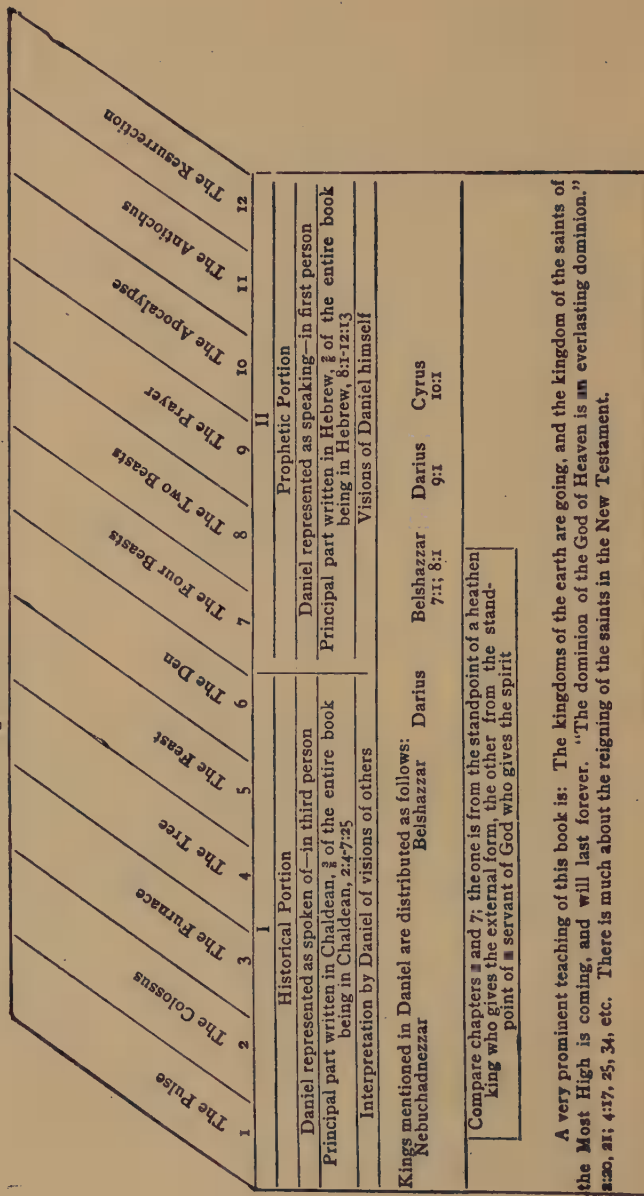 The Pulse
The Colossus
The Furnace
The Tree
The Feast
The Den
The Four Beasts
The Two Beasts
The Prayer
The Apocalypse
The Antiochus
The Resurrection
1 2 3 4 5 6 7 8 9 10 11 12
I
Historical Portion
Daniel represented as spoken of—in third person
Principal part written in Chaldean, of the entire book
being in Chaldean, 2:4-7:25
Interpretation by Daniel of visions of others
II
Prophetic Portion
Daniel represented as speaking—in first person
Principal part written in Hebrew, of the entire book
being in Hebrew, 8:1-12:13
Visions of Daniel himself
Kings mentioned in Daniel are distributed as follows:
Nebuchadnezzar Belshazzar Darius Belshazzar Darius Cyrus
7:1; 8:1 9:1 10:1
Compare chapters and 7; the one is from the standpoint of a heathen
king who gives the external form, the other from the stand-
point of servant of God who gives the spirit
A very prominent teaching of this book is: The kingdoms of the earth are going, and the kingdom of the saints of
the Most High is coming, and will last forever. "The dominion of the God of Heaven is an everlasting dominion."
2:20, 21; 4:17, 25, 34, etc. There is much about the reigning of the saints in the New Testament.